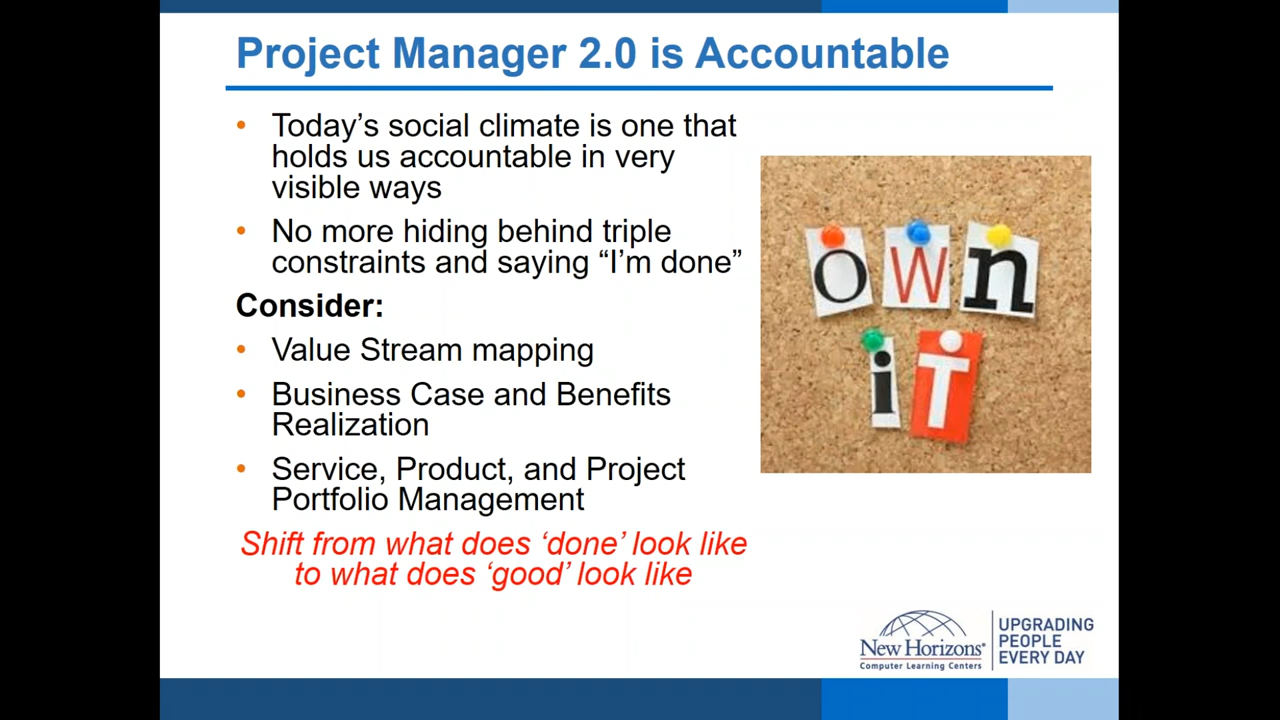 Project Manager 2.0 is Accountable
• Today’s social climate is one that
holds us accountable in very
visible ways
• No more hiding behind triple
constraints and saying “I’m done”
Consider:
• Value Stream mapping
• Business Case and Benefits
Realization
• Service, Product, and Project
Portfolio Management
Shift from what does ‘done’ look like
to what does ‘good’ look like
own
iT
New Horizons®
Computer Learning Centers
UPGRADING
PEOPLE
EVERY DAY